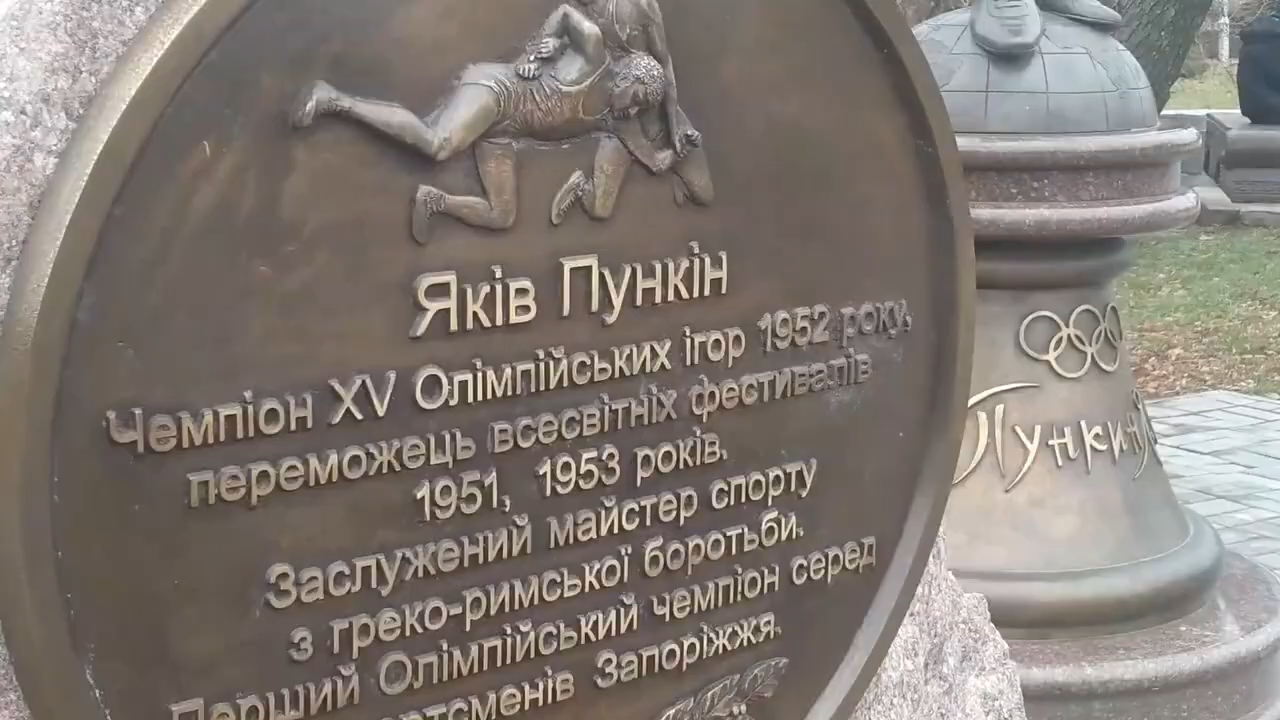 Яків Пункін
Чемпіон XV Олімпійських ігор 1952 року,
переможець всесвітніх фестивалів
1951, 1953 років.
Заслужений майстер спорту
з греко-римської боротьби.
Перший Олімпійський чемпіон серед
Запоріжжя.
Пункин